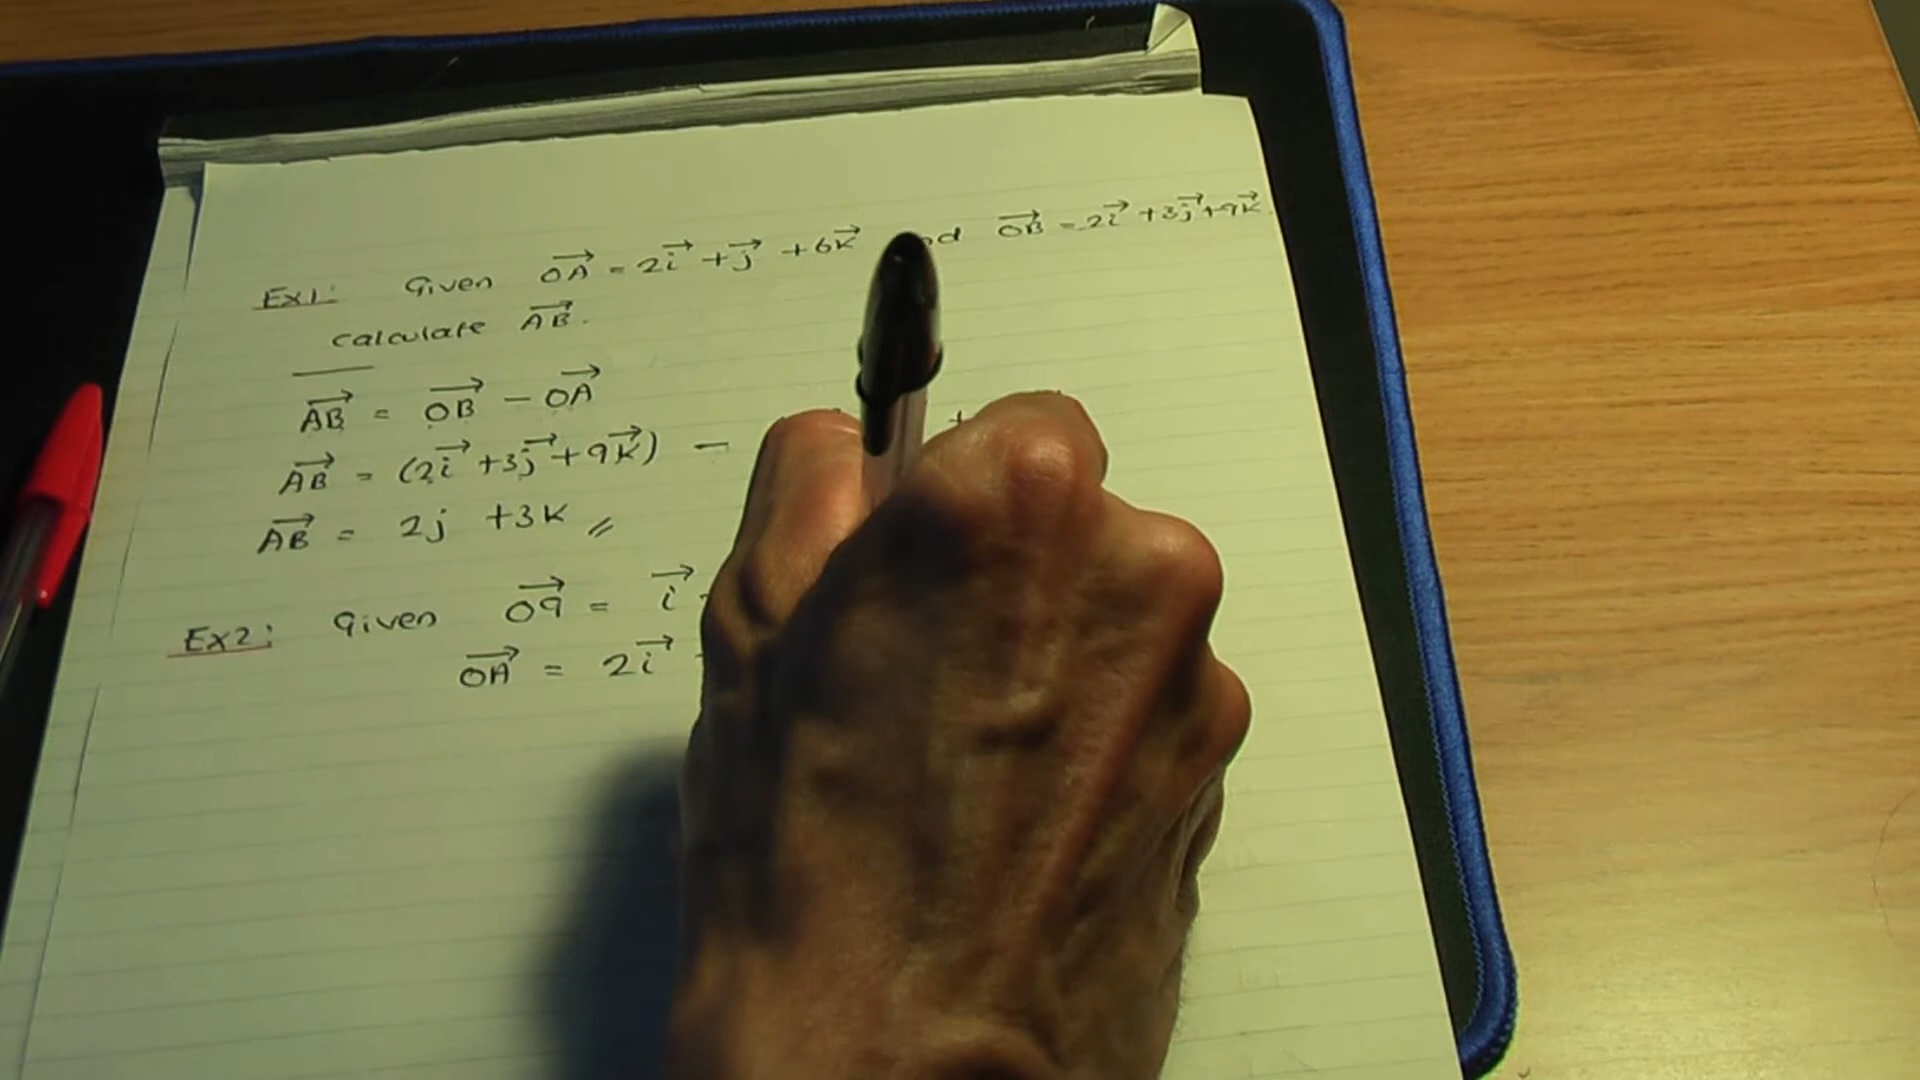 Ex1: Given OA⃗ = 2i⃗ + j⃗ + 6k⃗ OB⃗ = 2i⃗ + 3j⃗ + 9k⃗.
calculate AB⃗.
AB⃗ = OB⃗ - OA⃗
AB⃗ = (2i⃗ + 3j⃗ + 9k⃗) -
AB⃗ = 2j + 3k //
Ex2: Given Oq⃗ = i⃗
OA⃗ = 2i⃗